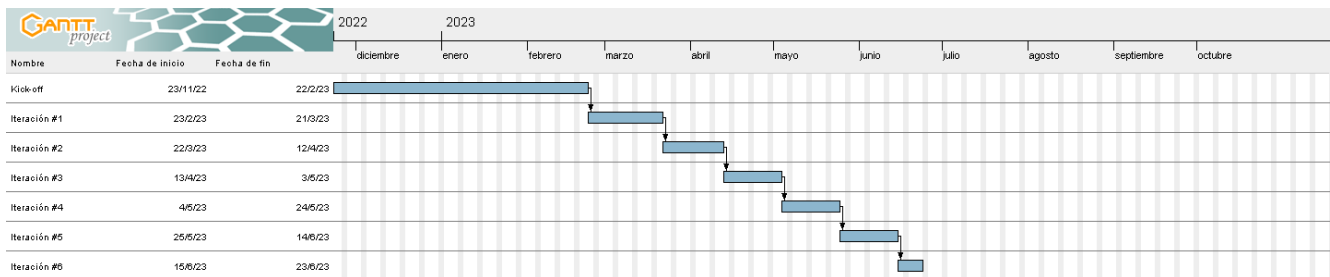 GANTT
project
2022 2023
diciembre enero febrero marzo abril mayo junio julio agosto septiembre octubre
Nombre Fecha de inicio Fecha de fin
Kick-off 23/11/22 22/2/23
Iteración #1 23/2/23 21/3/23
Iteración #2 22/3/23 12/4/23
Iteración #3 13/4/23 3/5/23
Iteración #4 4/5/23 24/5/23
Iteración #5 25/5/23 14/6/23
Iteración #6 15/6/23 23/6/23